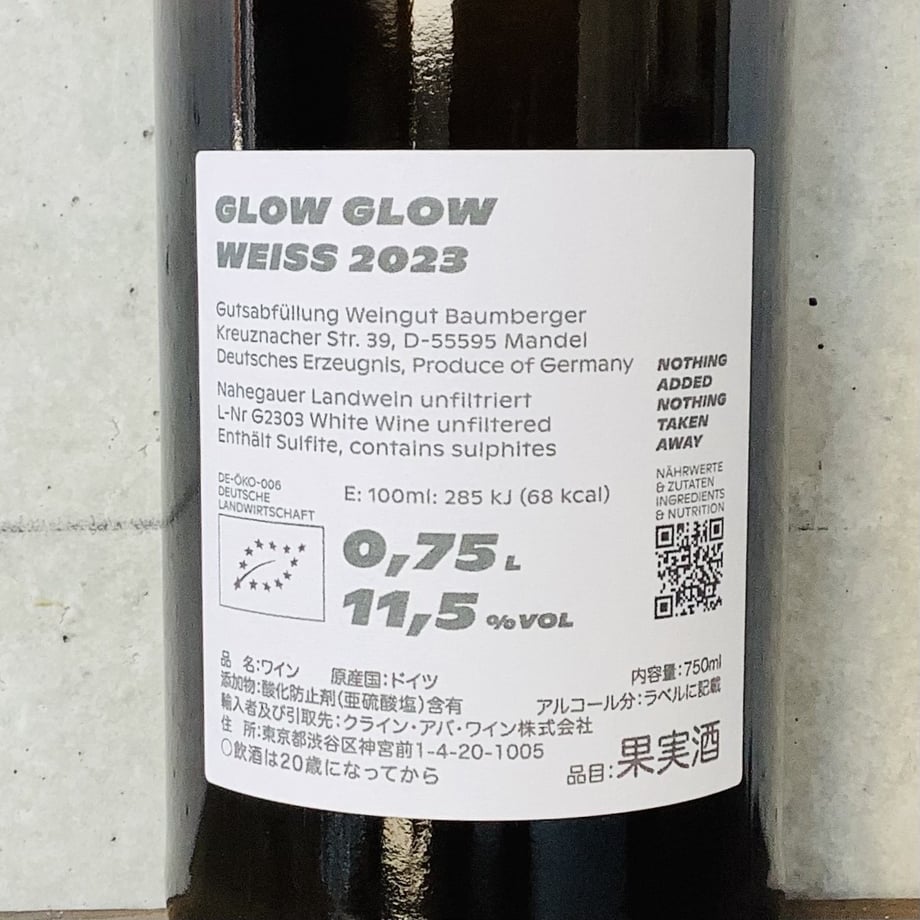 GLOW GLOW
WEISS 2023
Gutsabfüllung Weingut Baumberger
Kreuznacher Str. 39, D-55595 Mandel
Deutsches Erzeugnis, Produce of Germany
Nahegauer Landwein unfiltriert
L-Nr G2303 White Wine unfiltered
Enthält Sulfite, contains sulphites
NOTHING
ADDED
NOTHING
TAKEN
AWAY
DE-ÖKO-006
DEUTSCHE
LANDWIRTSCHAFT
E: 100ml: 285 kJ (68 kcal)
0,75 L
11,5 %VOL
NÄHRWERTE
& ZUTATEN
INGREDIENTS
& NUTRITION
品 名:ワイン 原産国:ドイツ 内容量:750ml
添加物:酸化防止剤(亜硫酸塩)含有 アルコール分:ラベルに記載
輸入者及び引取先:クライン・アバ・ワイン株式会社
住 所:東京都渋谷区神宮前1-4-20-1005
○飲酒は20歳になってから 品目:果実酒